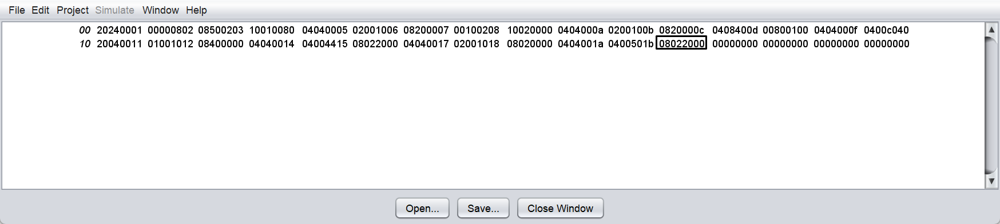 File Edit Project Simulate Window Help
00 20240001 00000802 08500203 10010080 04040005 02001006 08200007 00100208 10020000 0404000a 0200100b 0820000c 0408400d 00800100 0404000f 0400c040
10 20040011 01001012 08400000 04040014 04004415 08022000 04040017 02001018 08020000 0404001a 0400501b 08022000 00000000 00000000 00000000 00000000
Open... Save... Close Window